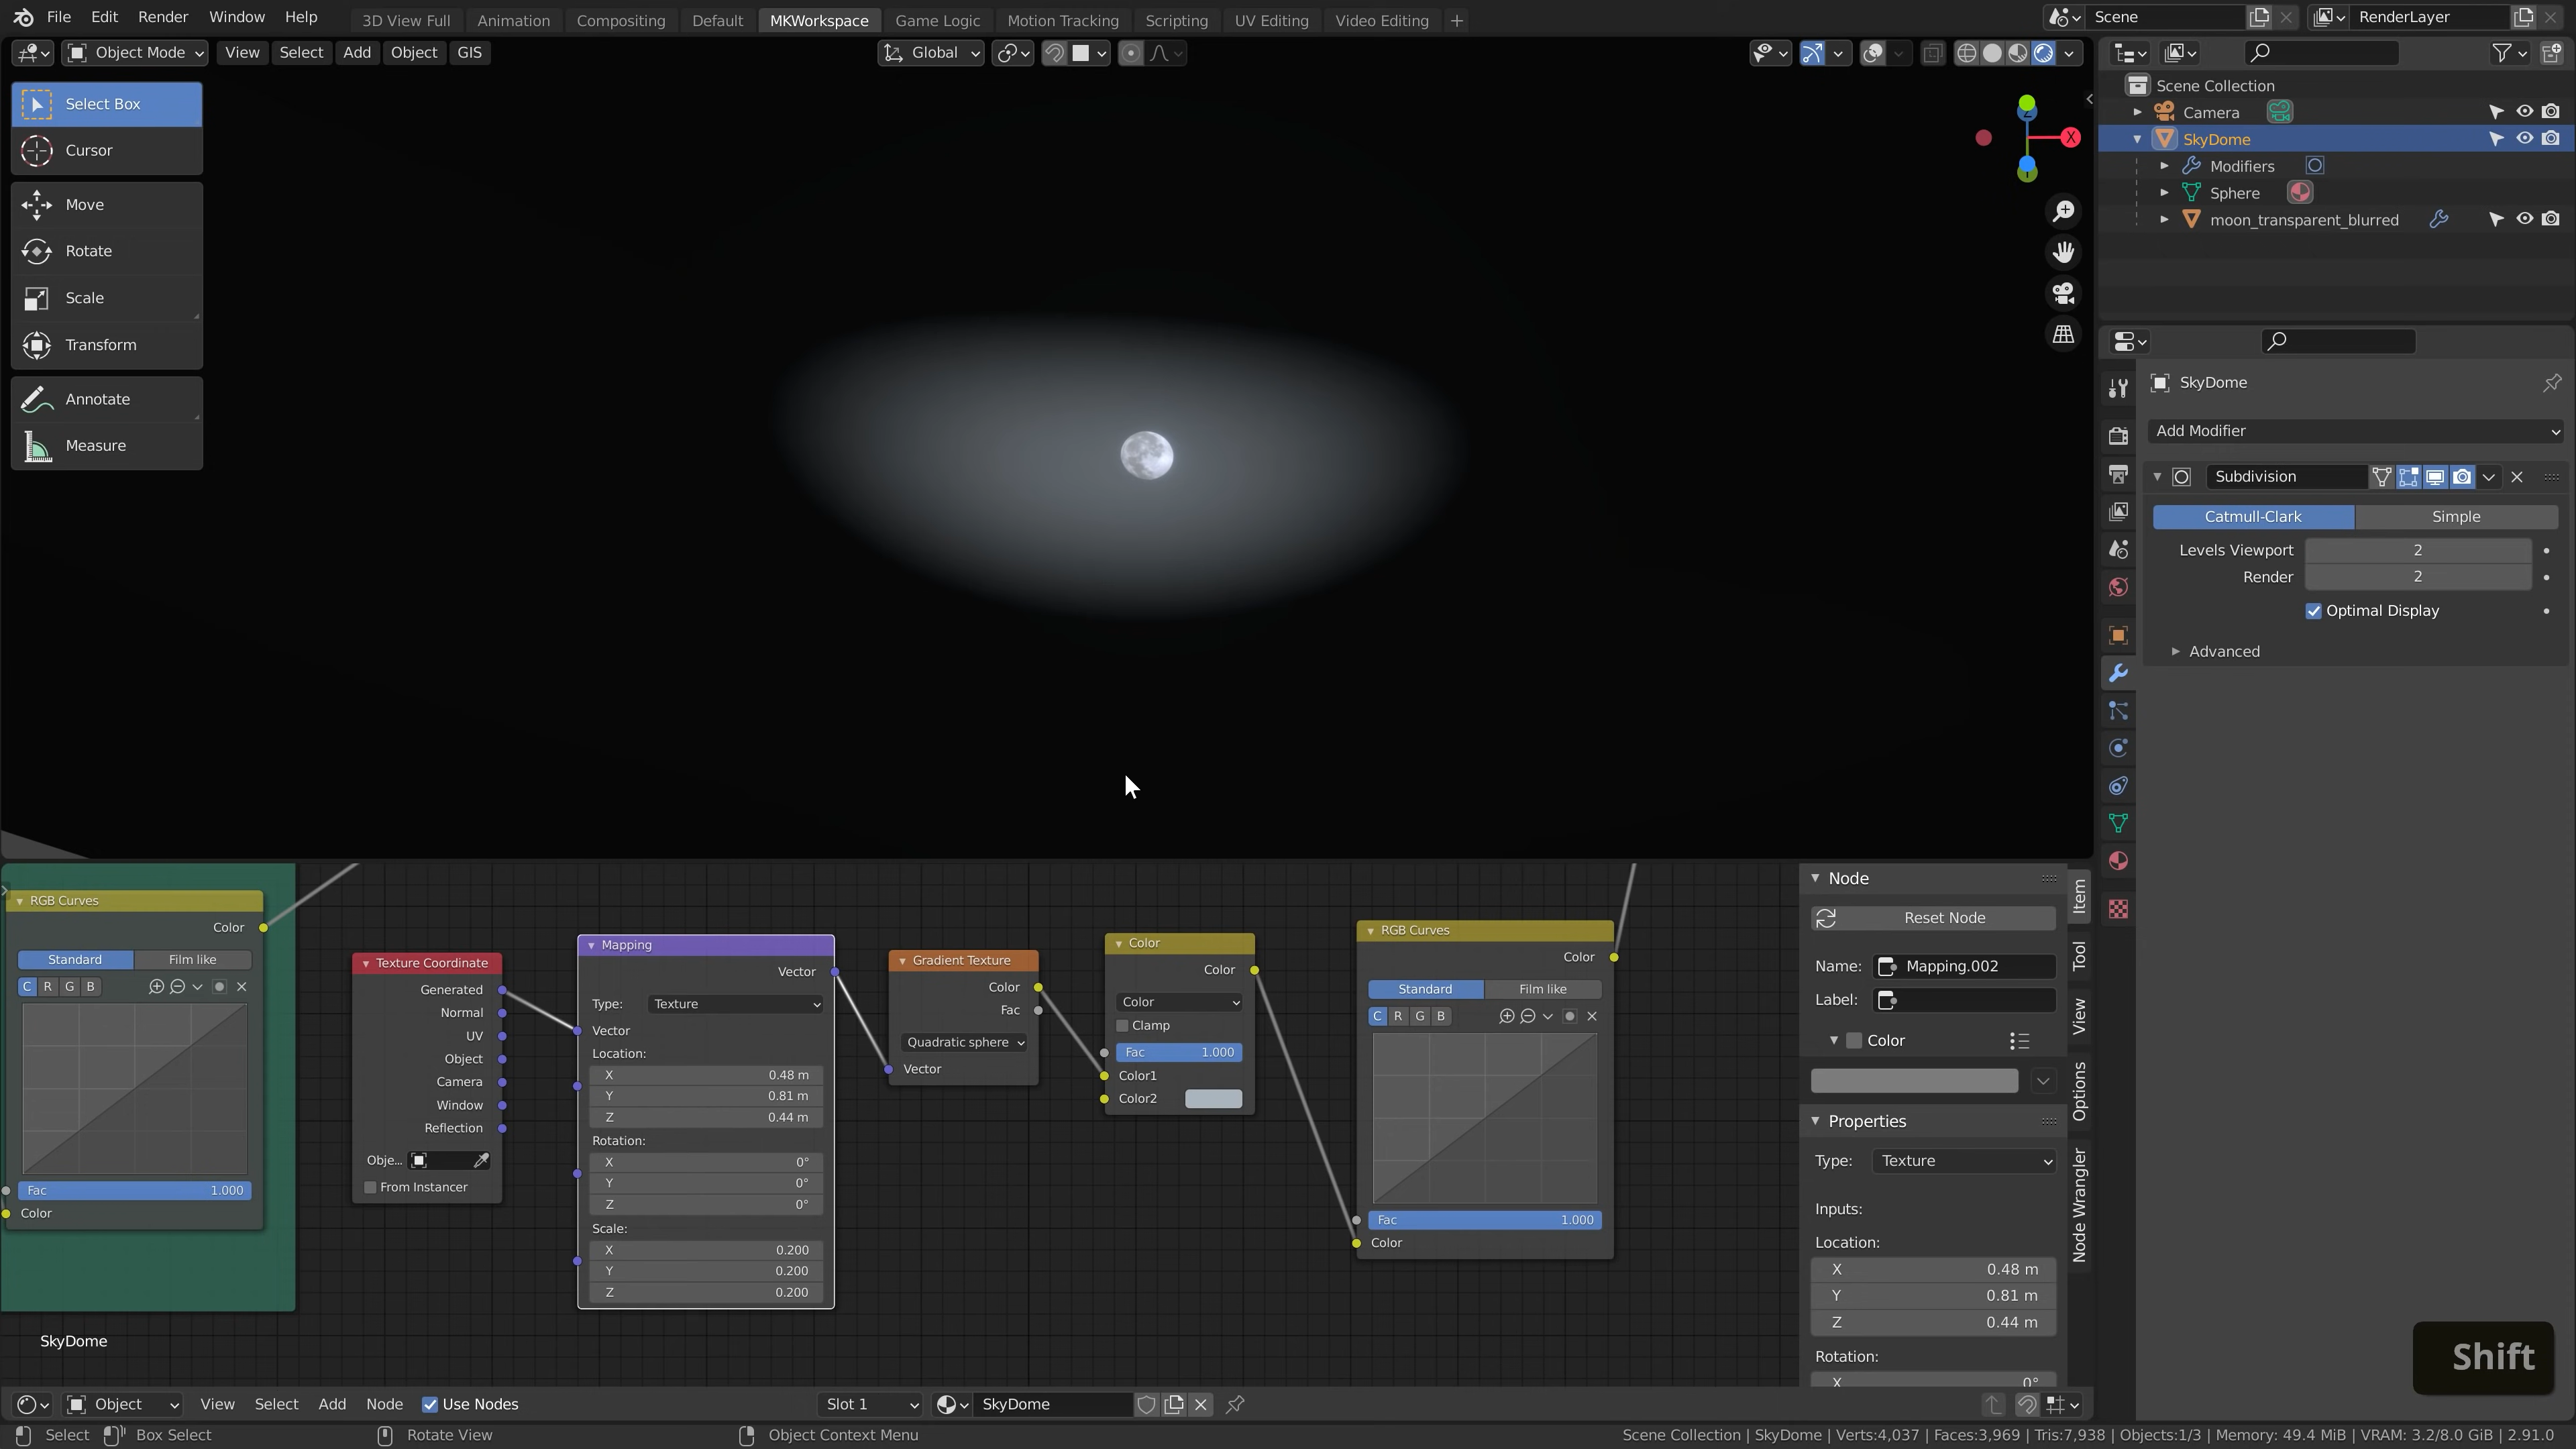 File Edit Render Window Help
3D View Full Animation Compositing Default MKWorkspace Game Logic Motion Tracking Scripting UV Editing Video Editing +
Scene
RenderLayer
Object Mode View Select Add Object GIS
Global
Select Box
Cursor
Move
Rotate
Scale
Transform
Annotate
Measure
Z
X
Scene Collection
Camera
SkyDome
Modifiers
Sphere
moon_transparent_blurred
SkyDome
Add Modifier
Subdivision
Catmull-Clark Simple
Levels Viewport 2
Render 2
Optimal Display
Advanced
RGB Curves
Color
Standard Film like
C R G B
Fac 1.000
Color
Texture Coordinate
Generated
Normal
UV
Object
Camera
Window
Reflection
Obje...
From Instancer
Mapping
Vector
Type: Texture
Vector
Location:
X 0.48 m
Y 0.81 m
Z 0.44 m
Rotation:
X 0°
Y 0°
Z 0°
Scale:
X 0.200
Y 0.200
Z 0.200
Gradient Texture
Color
Fac
Quadratic sphere
Vector
Color
Color
Color
Clamp
Fac 1.000
Color1
Color2
RGB Curves
Color
Standard Film like
C R G B
Fac 1.000
Color
Node
Reset Node
Name: Mapping.002
Label:
Color
Properties
Type: Texture
Inputs:
Location:
X 0.48 m
Y 0.81 m
Z 0.44 m
Rotation:
X 0°
Item
Tool
View
Options
Node Wrangler
SkyDome
Shift
Object View Select Add Node Use Nodes
Slot 1
SkyDome
Select Box Select Rotate View Object Context Menu
Scene Collection | SkyDome | Verts:4,037 | Faces:3,969 | Tris:7,938 | Objects:1/3 | Memory: 49.4 MiB | VRAM: 3.2/8.0 GiB | 2.91.0